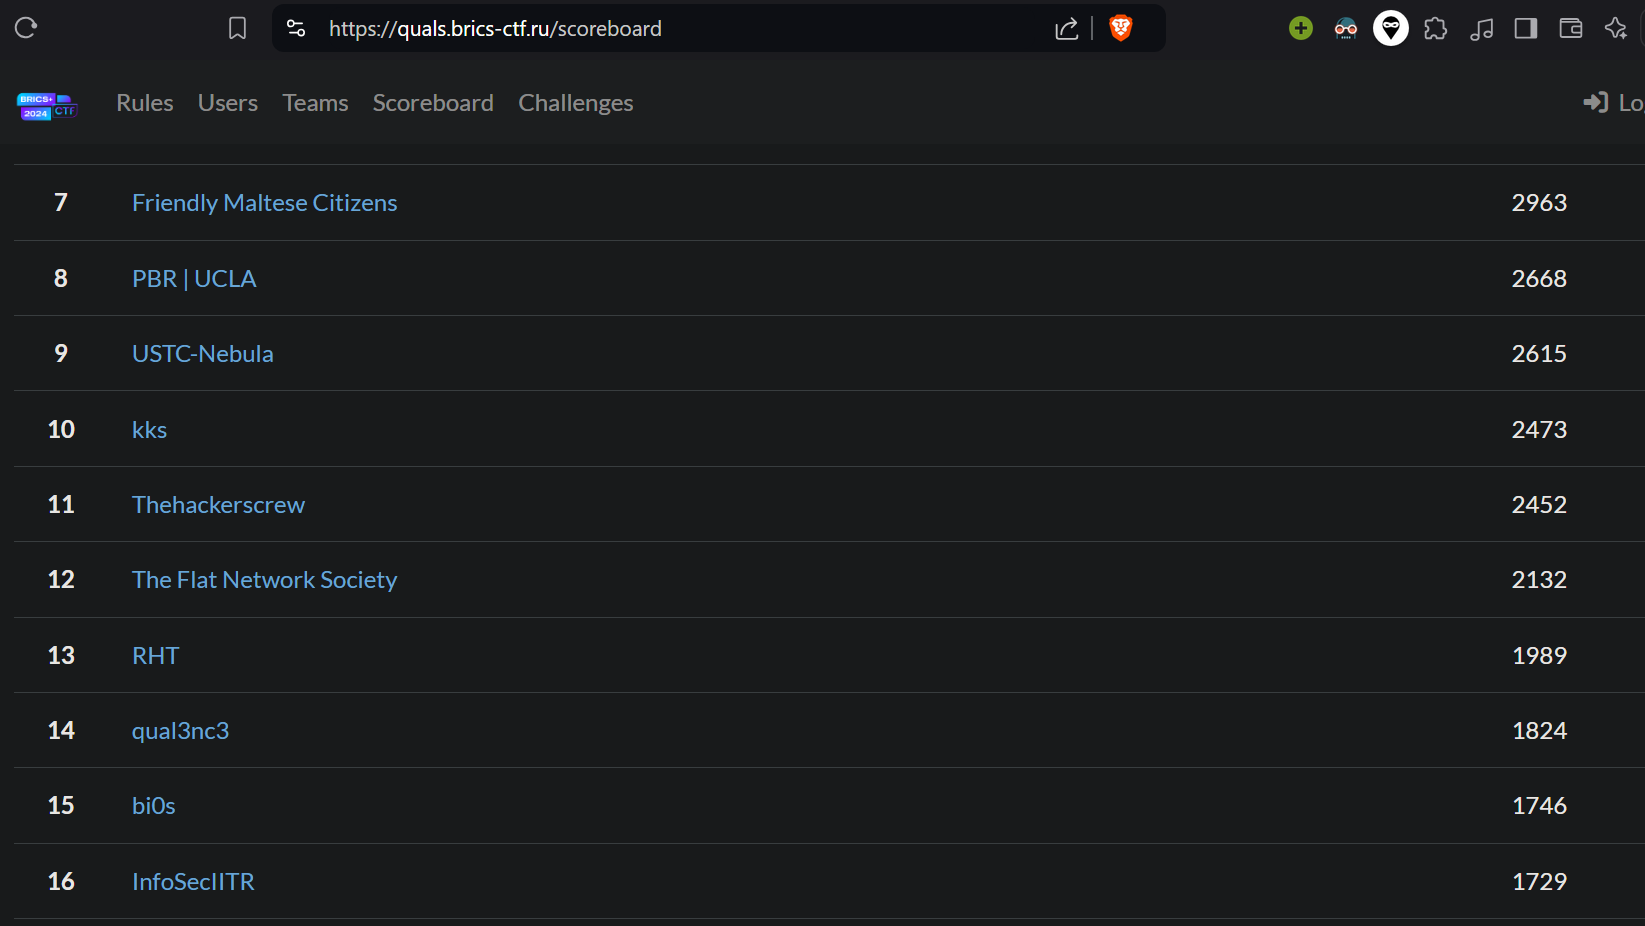 https://quals.brics-ctf.ru/scoreboard
BRICS+
2024 CTF
Rules Users Teams Scoreboard Challenges
7 Friendly Maltese Citizens 2963
8 PBR | UCLA 2668
9 USTC-Nebula 2615
10 kks 2473
11 Thehackerscrew 2452
12 The Flat Network Society 2132
13 RHT 1989
14 qual3nc3 1824
15 bi0s 1746
16 InfoSecIITR 1729